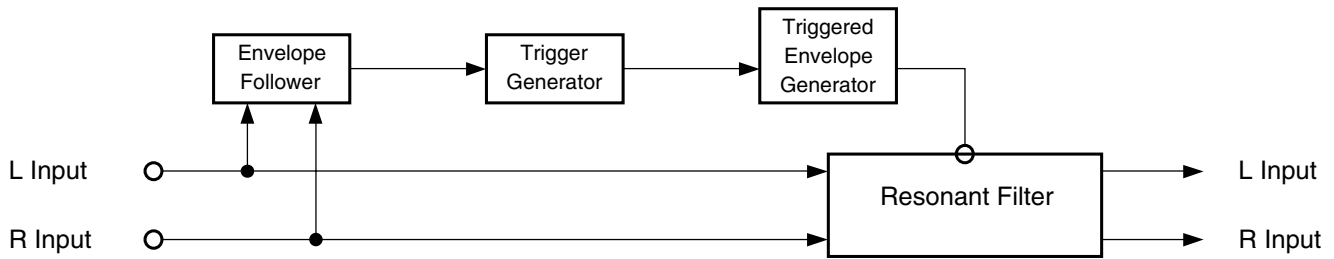 Envelope
Follower
Trigger
Generator
Triggered
Envelope
Generator
L Input
Resonant Filter
L Input
R Input
R Input